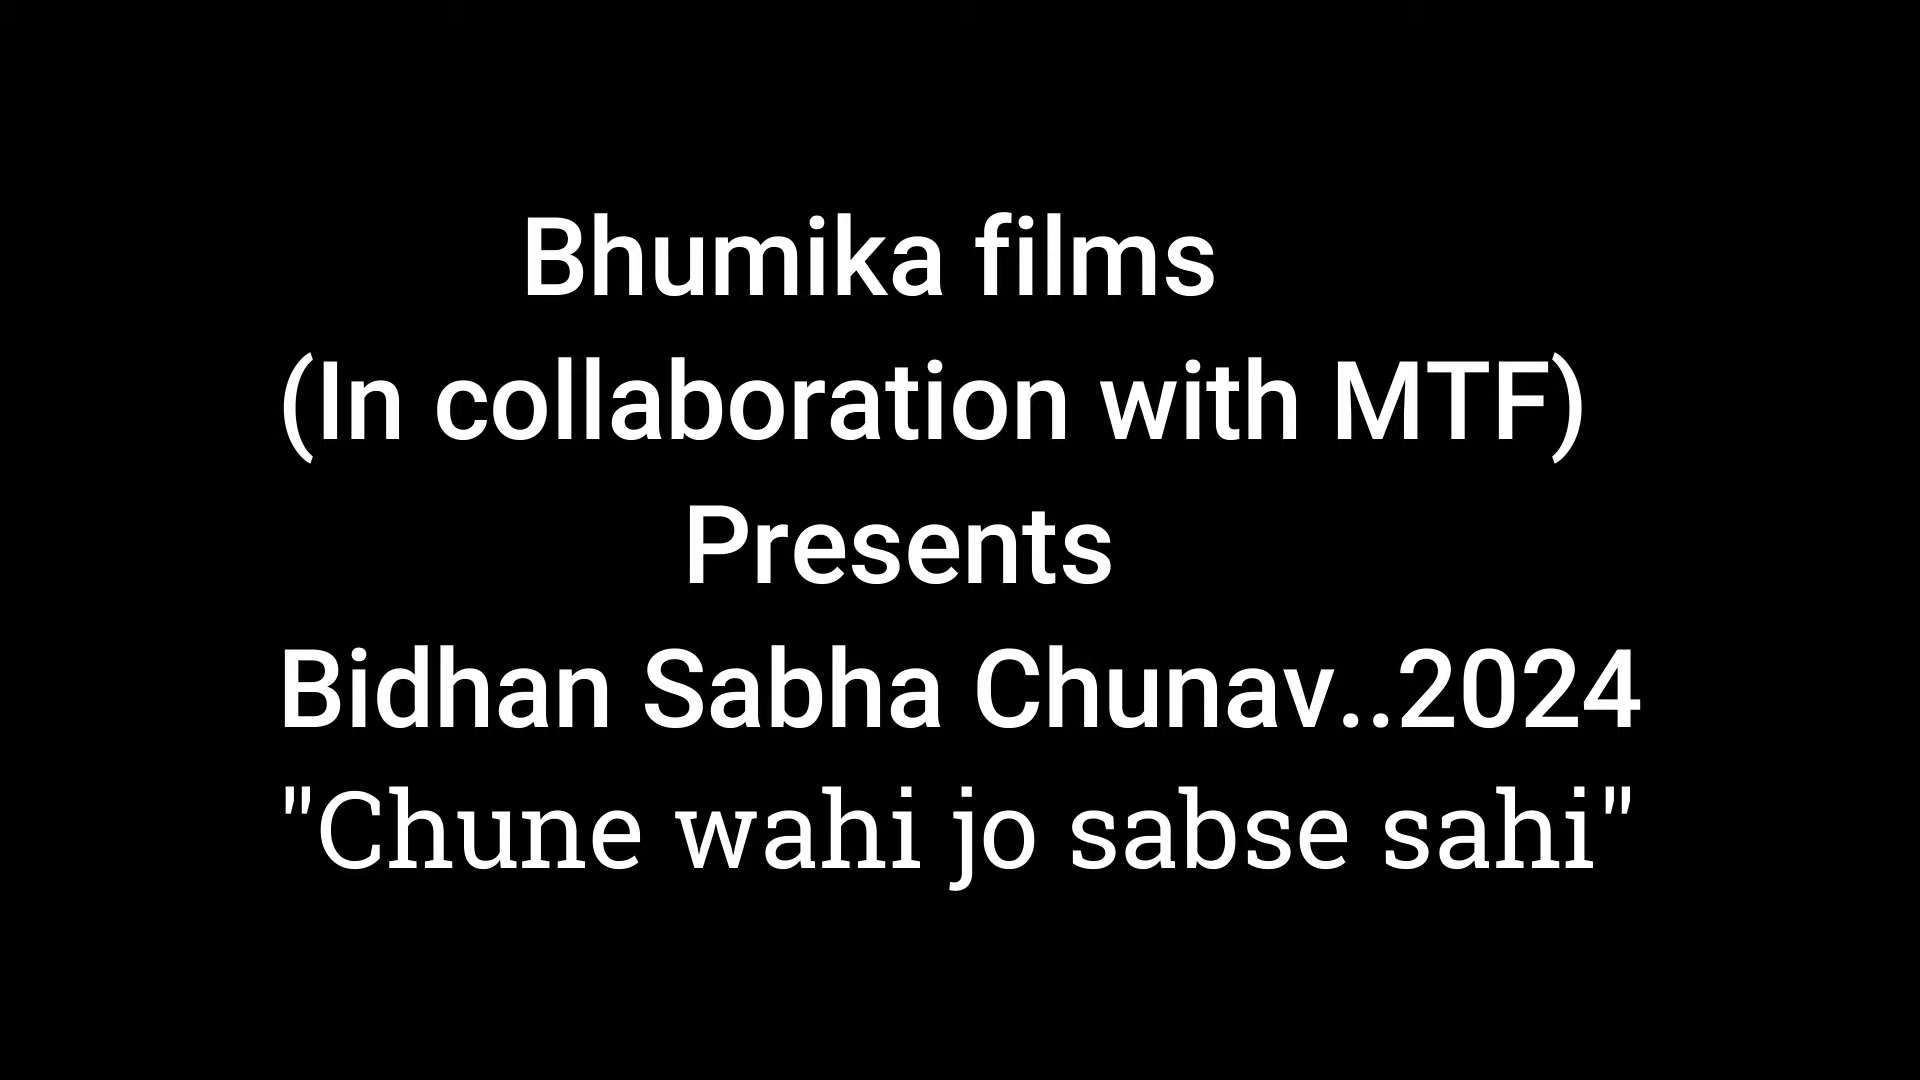 Bhumika films
(In collaboration with MTF)
Presents
Bidhan Sabha Chunav..2024
"Chune wahi jo sabse sahi"